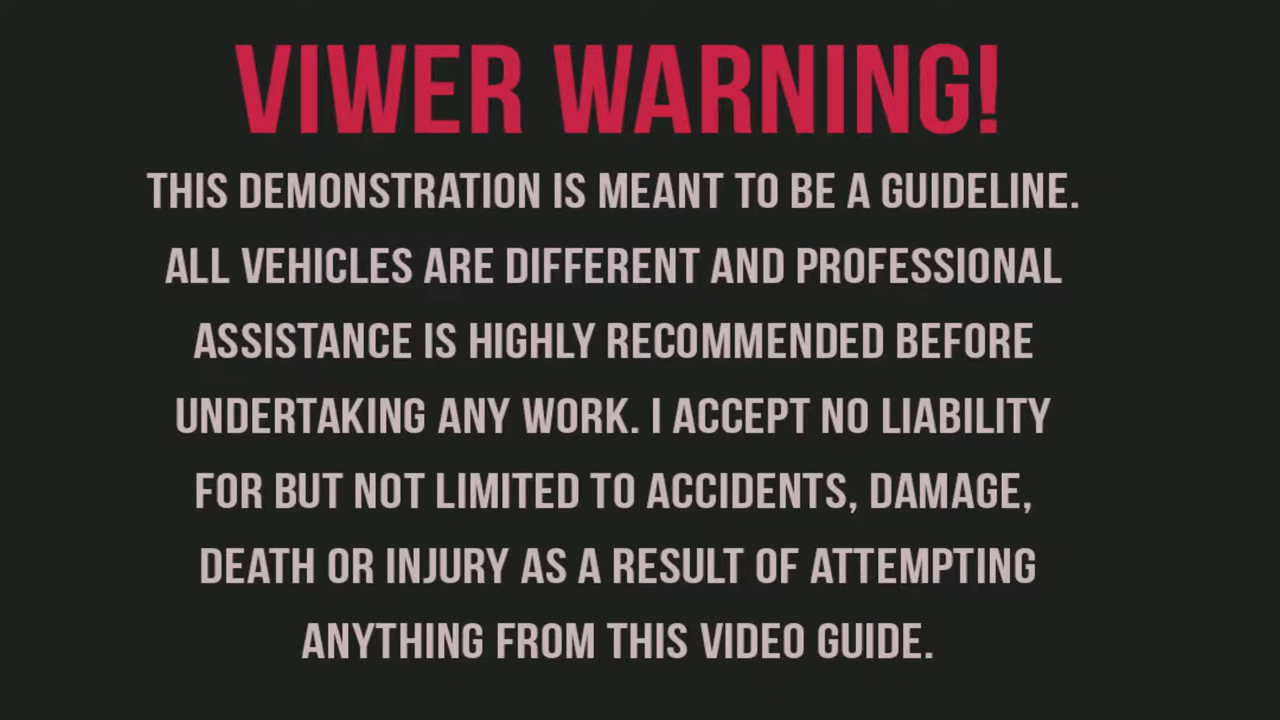 VIWER WARNING!
THIS DEMONSTRATION IS MEANT TO BE A GUIDELINE.
ALL VEHICLES ARE DIFFERENT AND PROFESSIONAL
ASSISTANCE IS HIGHLY RECOMMENDED BEFORE
UNDERTAKING ANY WORK. I ACCEPT NO LIABILITY
FOR BUT NOT LIMITED TO ACCIDENTS, DAMAGE,
DEATH OR INJURY AS A RESULT OF ATTEMPTING
ANYTHING FROM THIS VIDEO GUIDE.